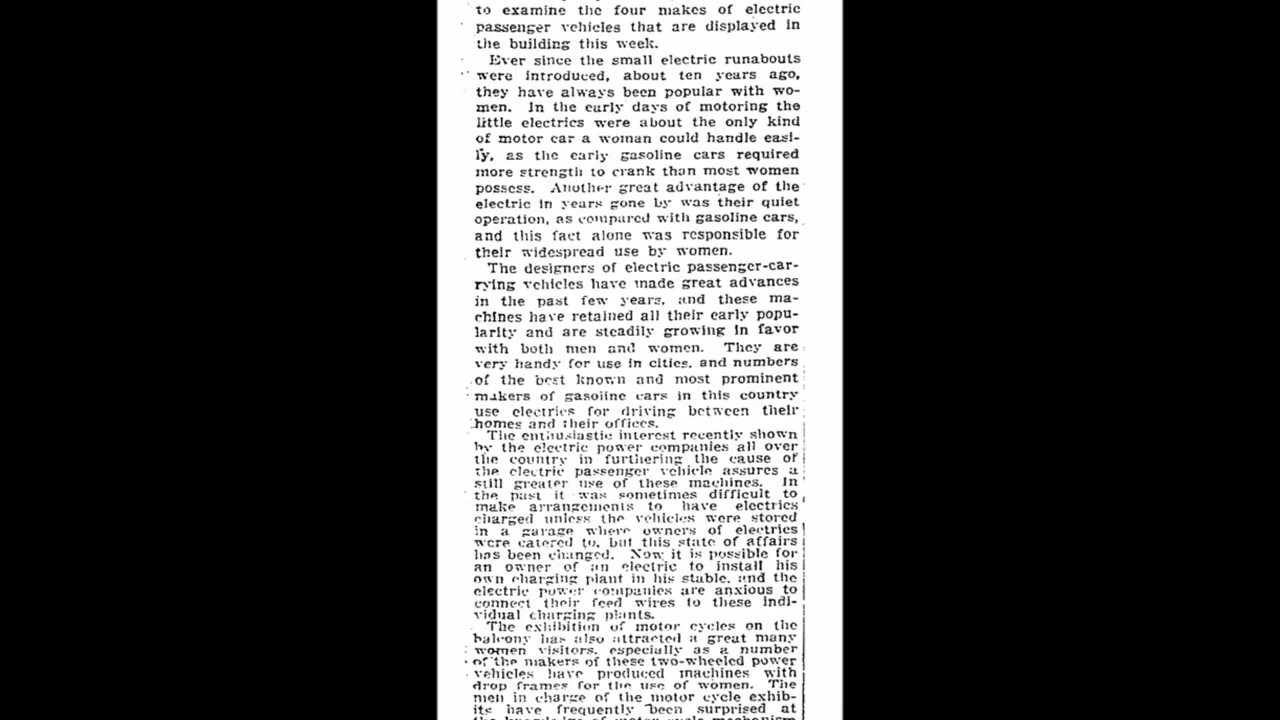 to examine the four makes of electric
passenger vehicles that are displayed in
the building this week.
Ever since the small electric runabouts
were introduced, about ten years ago,
they have always been popular with wo-
men. In the early days of motoring the
little electrics were about the only kind
of motor car a woman could handle easi-
ly, as the early gasoline cars required
more strength to crank than most women
possess. Another great advantage of the
electric in years gone by was their quiet
operation, as compared with gasoline cars,
and this fact alone was responsible for
their widespread use by women.
The designers of electric passenger-car-
rying vehicles have made great advances
in the past few years, and these ma-
chines have retained all their early popu-
larity and are steadily growing in favor
with both men and women. They are
very handy for use in cities, and numbers
of the best known and most prominent
makers of gasoline cars in this country
use electrics for driving between their
homes and their offices.
The enthusiastic interest recently shown
by the electric power companies all over
the country in furthering the cause of
the electric passenger vehicle assures a
still greater use of these machines. In
the past it was sometimes difficult to
make arrangements to have electrics
charged unless the vehicles were stored
in a garage where owners of electrics
were catered to, but this state of affairs
has been changed. Now it is possible for
an owner of an electric to install his
own charging plant in his stable, and the
electric power companies are anxious to
connect their feed wires to these indi-
vidual charging plants.
The exhibition of motor cycles on the
balcony has also attracted a great many
women visitors, especially as a number
of the makers of these two-wheeled power
vehicles have produced machines with
drop frames for the use of women. The
men in charge of the motor cycle exhib-
its have frequently been surprised at
the knowledge of motor cycle mechanism